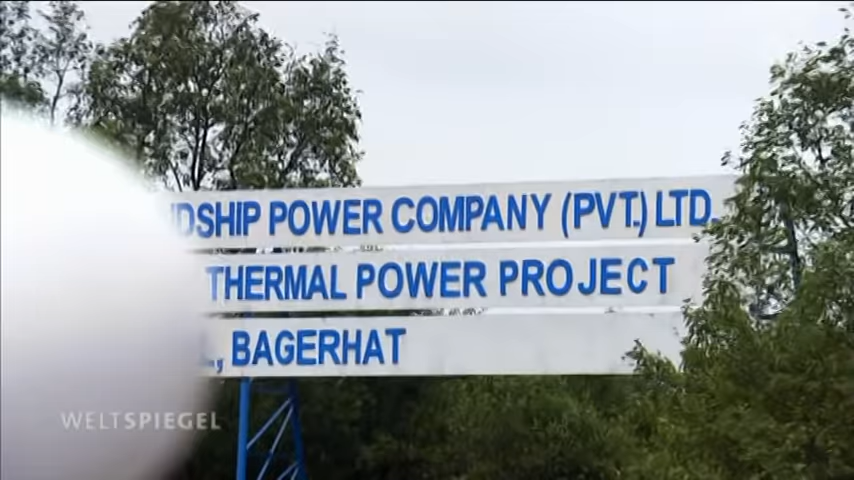 DSHIP POWER COMPANY (PVT.) LTD.
THERMAL POWER PROJECT
L, BAGERHAT
WELTSPIEGEL